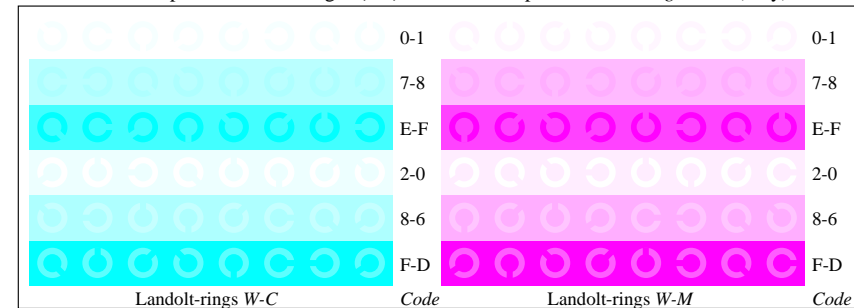 0-1 0-1
7-8 7-8
E-F E-F
2-0 2-0
8-6 8-6
F-D F-D
Landolt-rings W-C Code Landolt-rings W-M Code